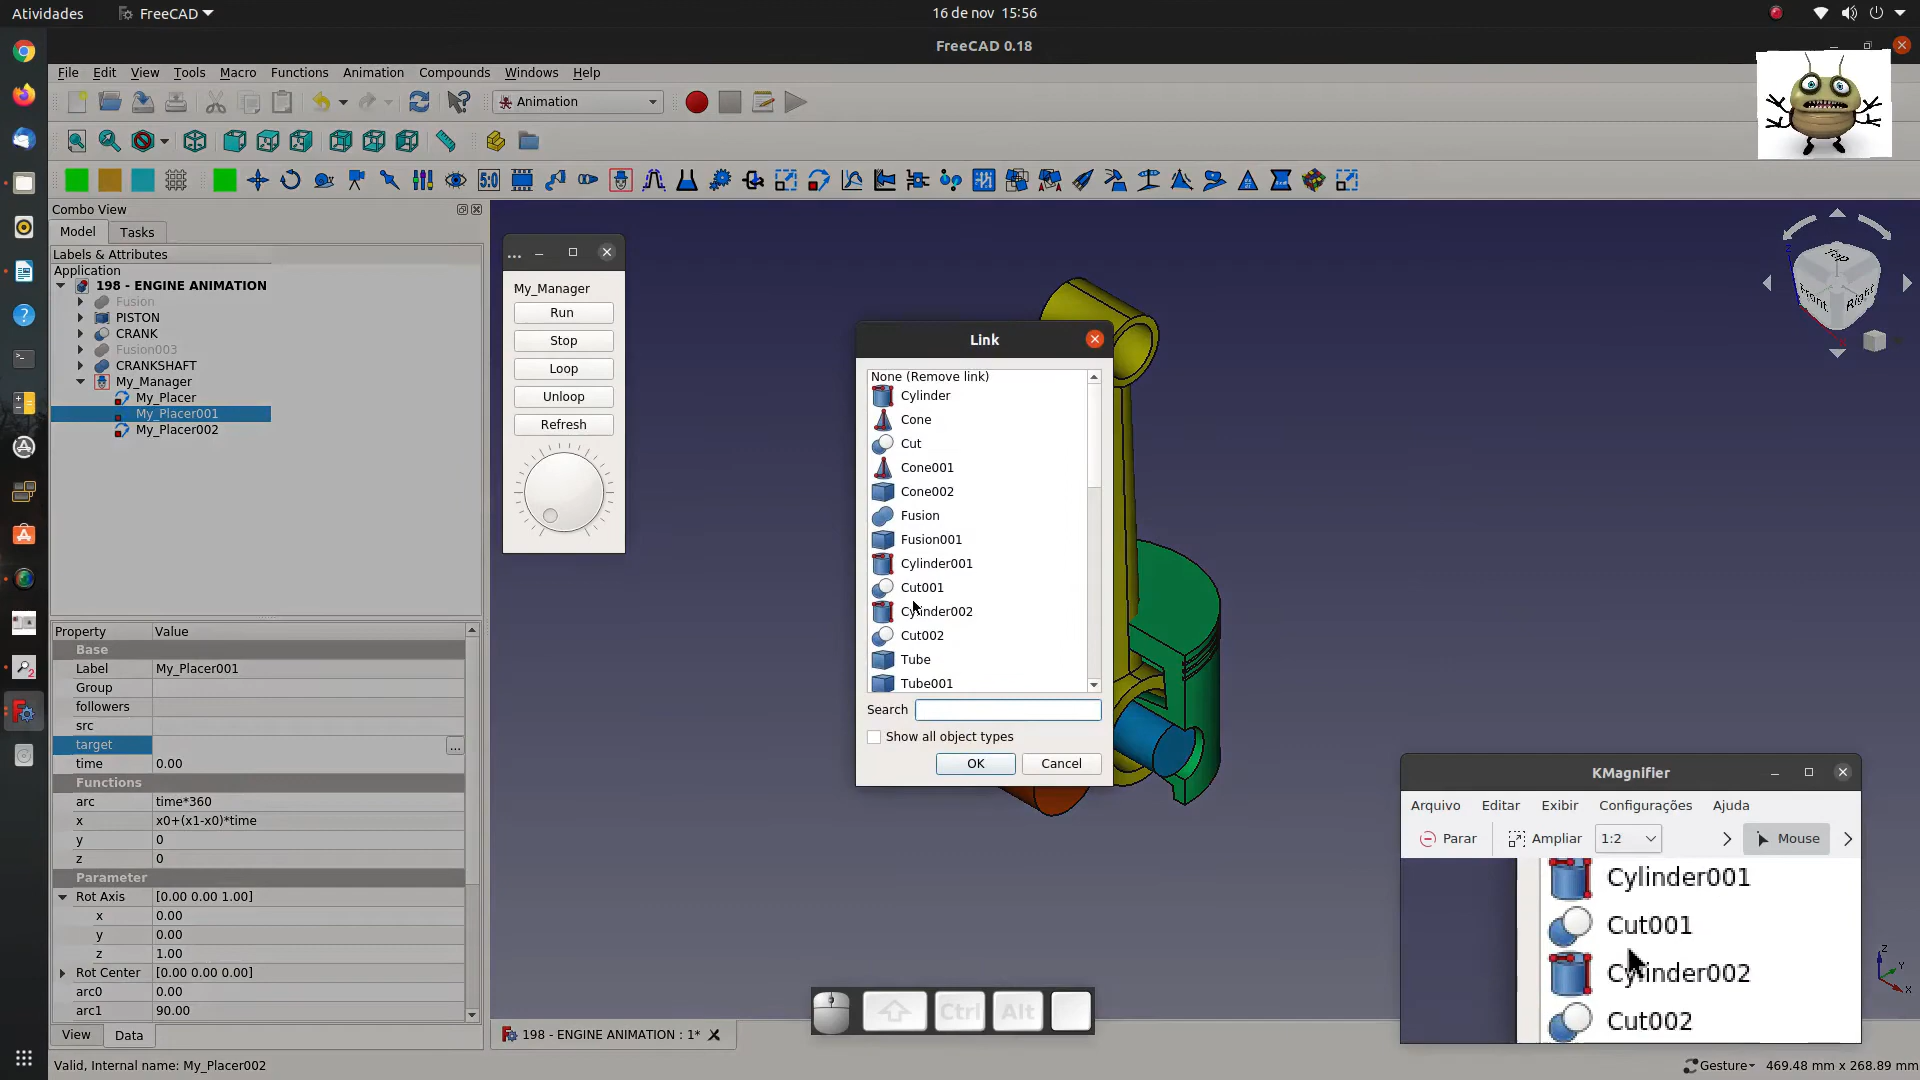 Atividades
FreeCAD
16 de nov 15:56
FreeCAD 0.18
File Edit View Tools Macro Functions Animation Compounds Windows Help
Animation
5:0
Combo View
Model Tasks
Labels & Attributes
Application
198 - ENGINE ANIMATION
Fusion
PISTON
CRANK
Fusion003
CRANKSHAFT
My_Manager
My_Placer
My_Placer001
My_Placer002
Property Value
Base
Label My_Placer001
Group
followers
src
target ...
time 0.00
Functions
arc time*360
x x0+(x1-x0)*time
y 0
z 0
Parameter
Rot Axis [0.00 0.00 1.00]
x 0.00
y 0.00
z 1.00
Rot Center [0.00 0.00 0.00]
arc0 0.00
arc1 90.00
View Data
Valid, Internal name: My_Placer002
...
My_Manager
Run
Stop
Loop
Unloop
Refresh
Link
None (Remove link)
Cylinder
Cone
Cut
Cone001
Cone002
Fusion
Fusion001
Cylinder001
Cut001
Cylinder002
Cut002
Tube
Tube001
Search
Show all object types
OK Cancel
Top
Front Right
KMagnifier
Arquivo Editar Exibir Configurações Ajuda
Parar Ampliar 1:2 Mouse
Cylinder001
Cut001
Cylinder002
Cut002
Ctrl Alt
198 - ENGINE ANIMATION : 1*
Z
Y
X
Gesture 469.48 mm x 268.89 mm